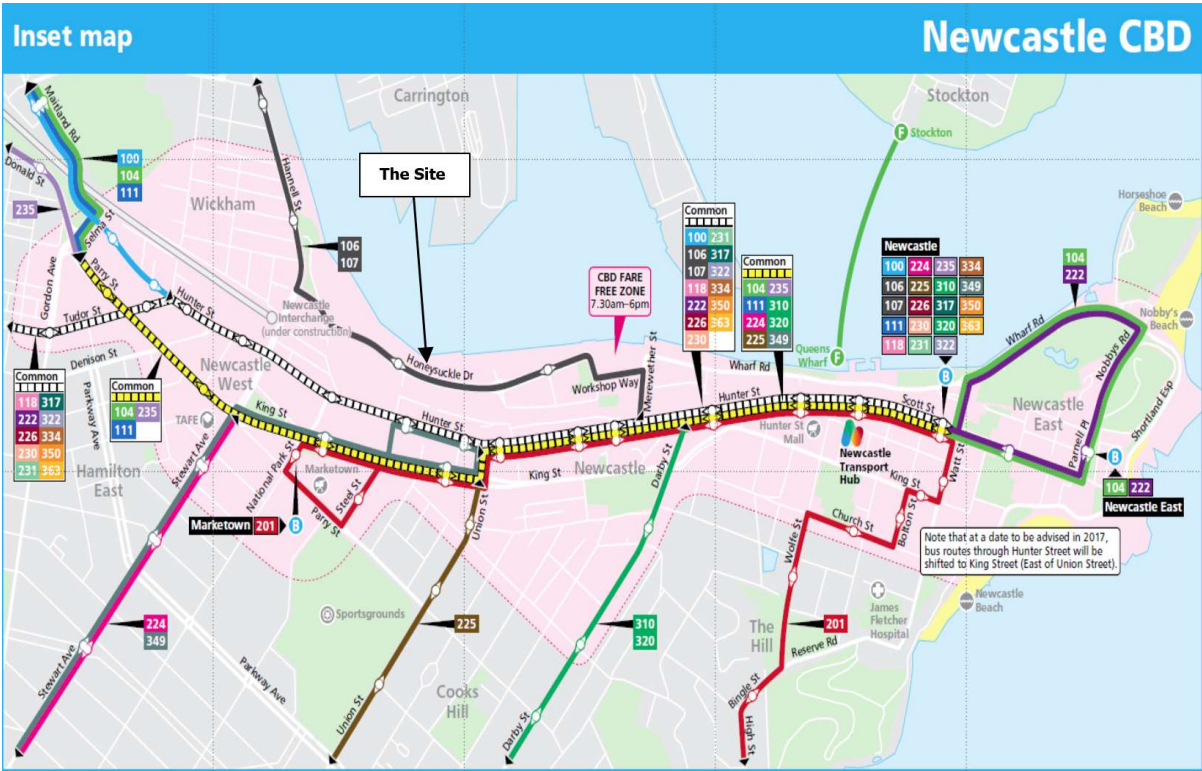 Inset map
Newcastle CBD
Maitland Rd
Carrington
Stockton
F Stockton
Donald St
100
104
111
Hannell St
The Site
235
Wickham
Selma St
Horseshoe
Beach
106
107
Common
100 231
106 317
107 322
118 334
222 350
226 363
230
Common
104 235
111 310
224 320
225 349
Newcastle
100 224 235 334
106 225 310 349
107 226 317 350
111 230 320 363
118 231 322
104
222
CBD FARE
FREE ZONE
7.30am–6pm
Gordon Ave
Parry St
Hunter St
Tudor St
Newcastle
Interchange
(under construction)
Nobby's
Beach
Wharf Rd
Nobbys Rd
Queens
Wharf F
Denison St
Honeysuckle Dr
Workshop Way
Merewether St
Wharf Rd
B
Shortland Esp
Common
118 317
222 322
226 334
230 350
231 363
Parkway Ave
Common
104 235
111
Newcastle
West
TAFE
King St
Hunter St
Hunter St
Scott St
Newcastle
East
Parnell Pl
Hunter St
Mall
Newcastle
Transport
Hub
Hamilton
East
Stewart Ave
National Park St
Marketown
Steel St
King St
Newcastle
Darby St
King St
Watt St
B
104 222
Newcastle East
Marketown 201 B
Parry St
Union St
Wolfe St
Church St
Bolton St
Note that at a date to be advised in 2017,
bus routes through Hunter Street will be
shifted to King Street (East of Union Street).
Newcastle
Beach
Sportsgrounds
James
Fletcher
Hospital
224
349
225
310
320
The
Hill
201
Reserve Rd
Stewart Ave
Parkway Ave
Union St
Cooks
Hill
Darby St
Bingle St
High St